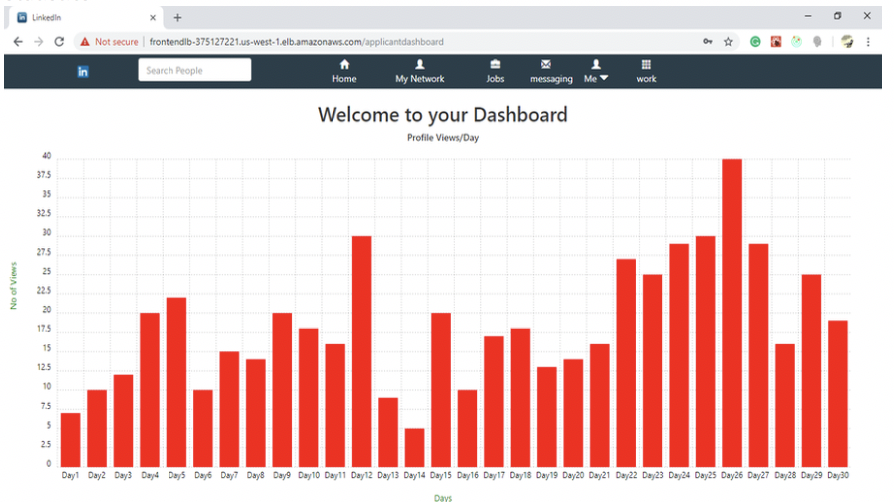 LinkedIn
Not secure | frontendlb-375127221.us-west-1.elb.amazonaws.com/applicantdashboard
in Search People Home My Network Jobs messaging Me work
Welcome to your Dashboard
Profile Views/Day
40
37.5
35
32.5
30
27.5
25
22.5
20
17.5
15
12.5
10
7.5
5
2.5
0
No of Views
Day1 Day2 Day3 Day4 Day5 Day6 Day7 Day8 Day9 Day10 Day11 Day12 Day13 Day14 Day15 Day16 Day17 Day18 Day19 Day20 Day21 Day22 Day23 Day24 Day25 Day26 Day27 Day28 Day29 Day30
Days